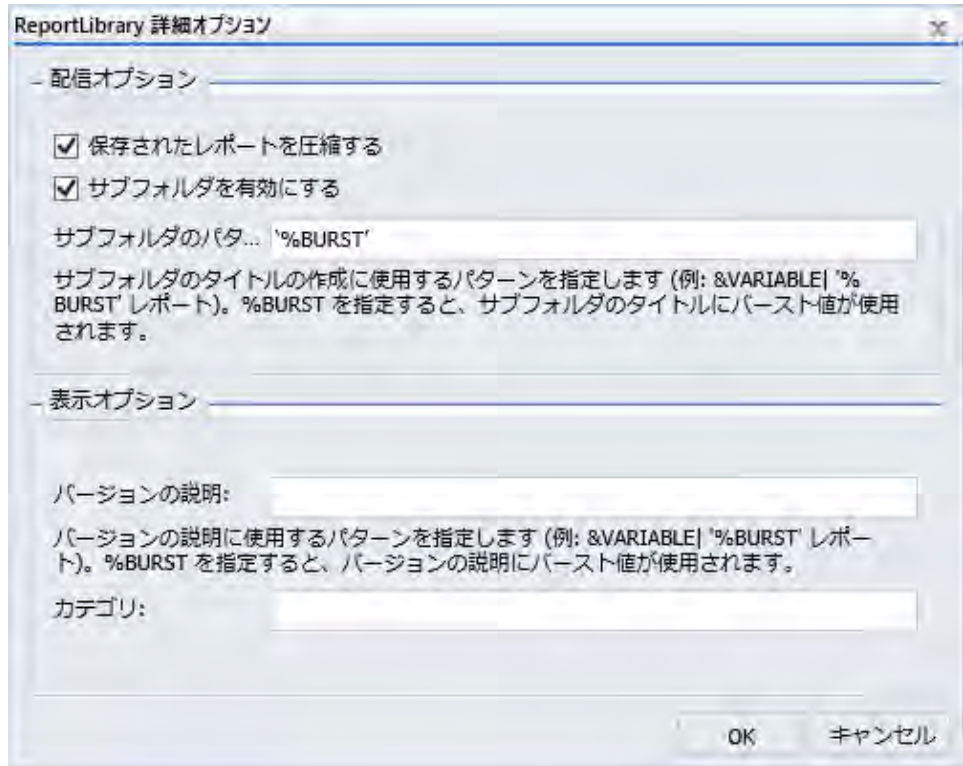 ReportLibrary 詳細オプション
配信オプション
保存されたレポートを圧縮する
サブフォルダを有効にする
サブフォルダのパタ... '%BURST'
サブフォルダのタイトルの作成に使用するパターンを指定します (例: &VARIABLE| '%
BURST' レポート)。%BURST を指定すると、サブフォルダのタイトルにバースト値が使用
されます。
表示オプション
バージョンの説明:
バージョンの説明に使用するパターンを指定します (例: &VARIABLE| '%BURST' レポー
ト)。%BURST を指定すると、バージョンの説明にバースト値が使用されます。
カテゴリ:
OK キャンセル